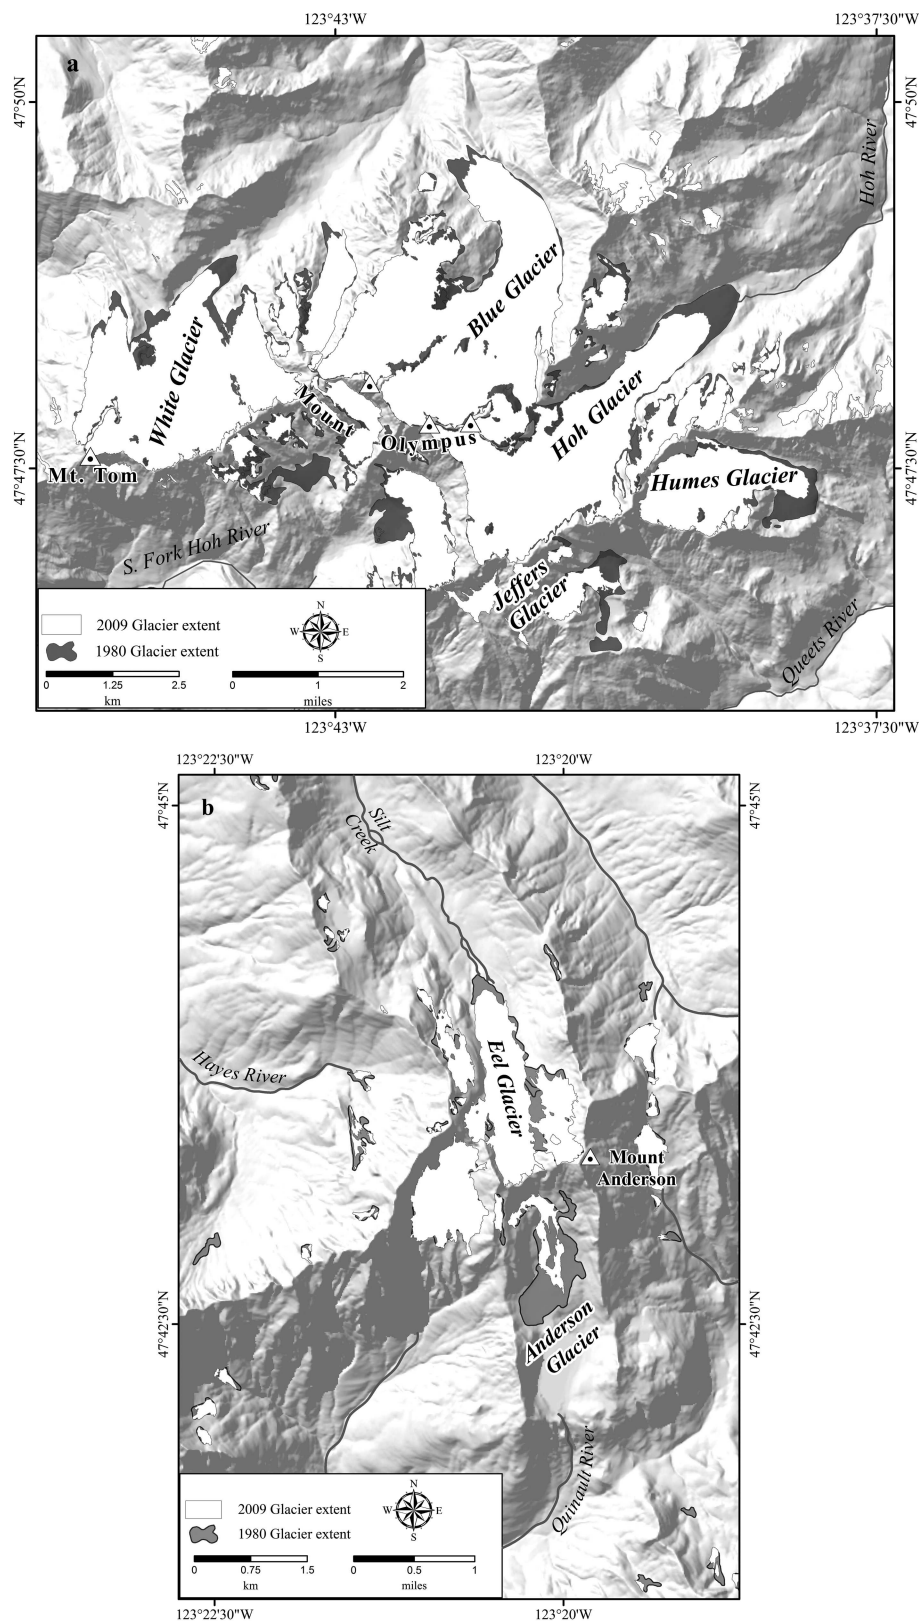 123°43'W
123°37'30"W
a
47°50'N
47°50'N
Hoh River
Blue Glacier
White Glacier
Hoh Glacier
Mount
Olympus
Mt. Tom
47°47'30"N
47°47'30"N
Humes Glacier
S. Fork Hoh River
Jeffers
Glacier
Queets River
2009 Glacier extent
1980 Glacier extent
N
W
E
S
0
1.25
2.5
km
0
1
2
miles
123°43'W
123°37'30"W
123°22'30"W
123°20'W
b
47°45'N
47°45'N
Silt
Creek
Hayes River
Eel Glacier
Mount
Anderson
47°42'30"N
47°42'30"N
Anderson
Glacier
Quinault River
2009 Glacier extent
1980 Glacier extent
N
W
E
S
0
0.75
1.5
km
0
0.5
1
miles
123°22'30"W
123°20'W